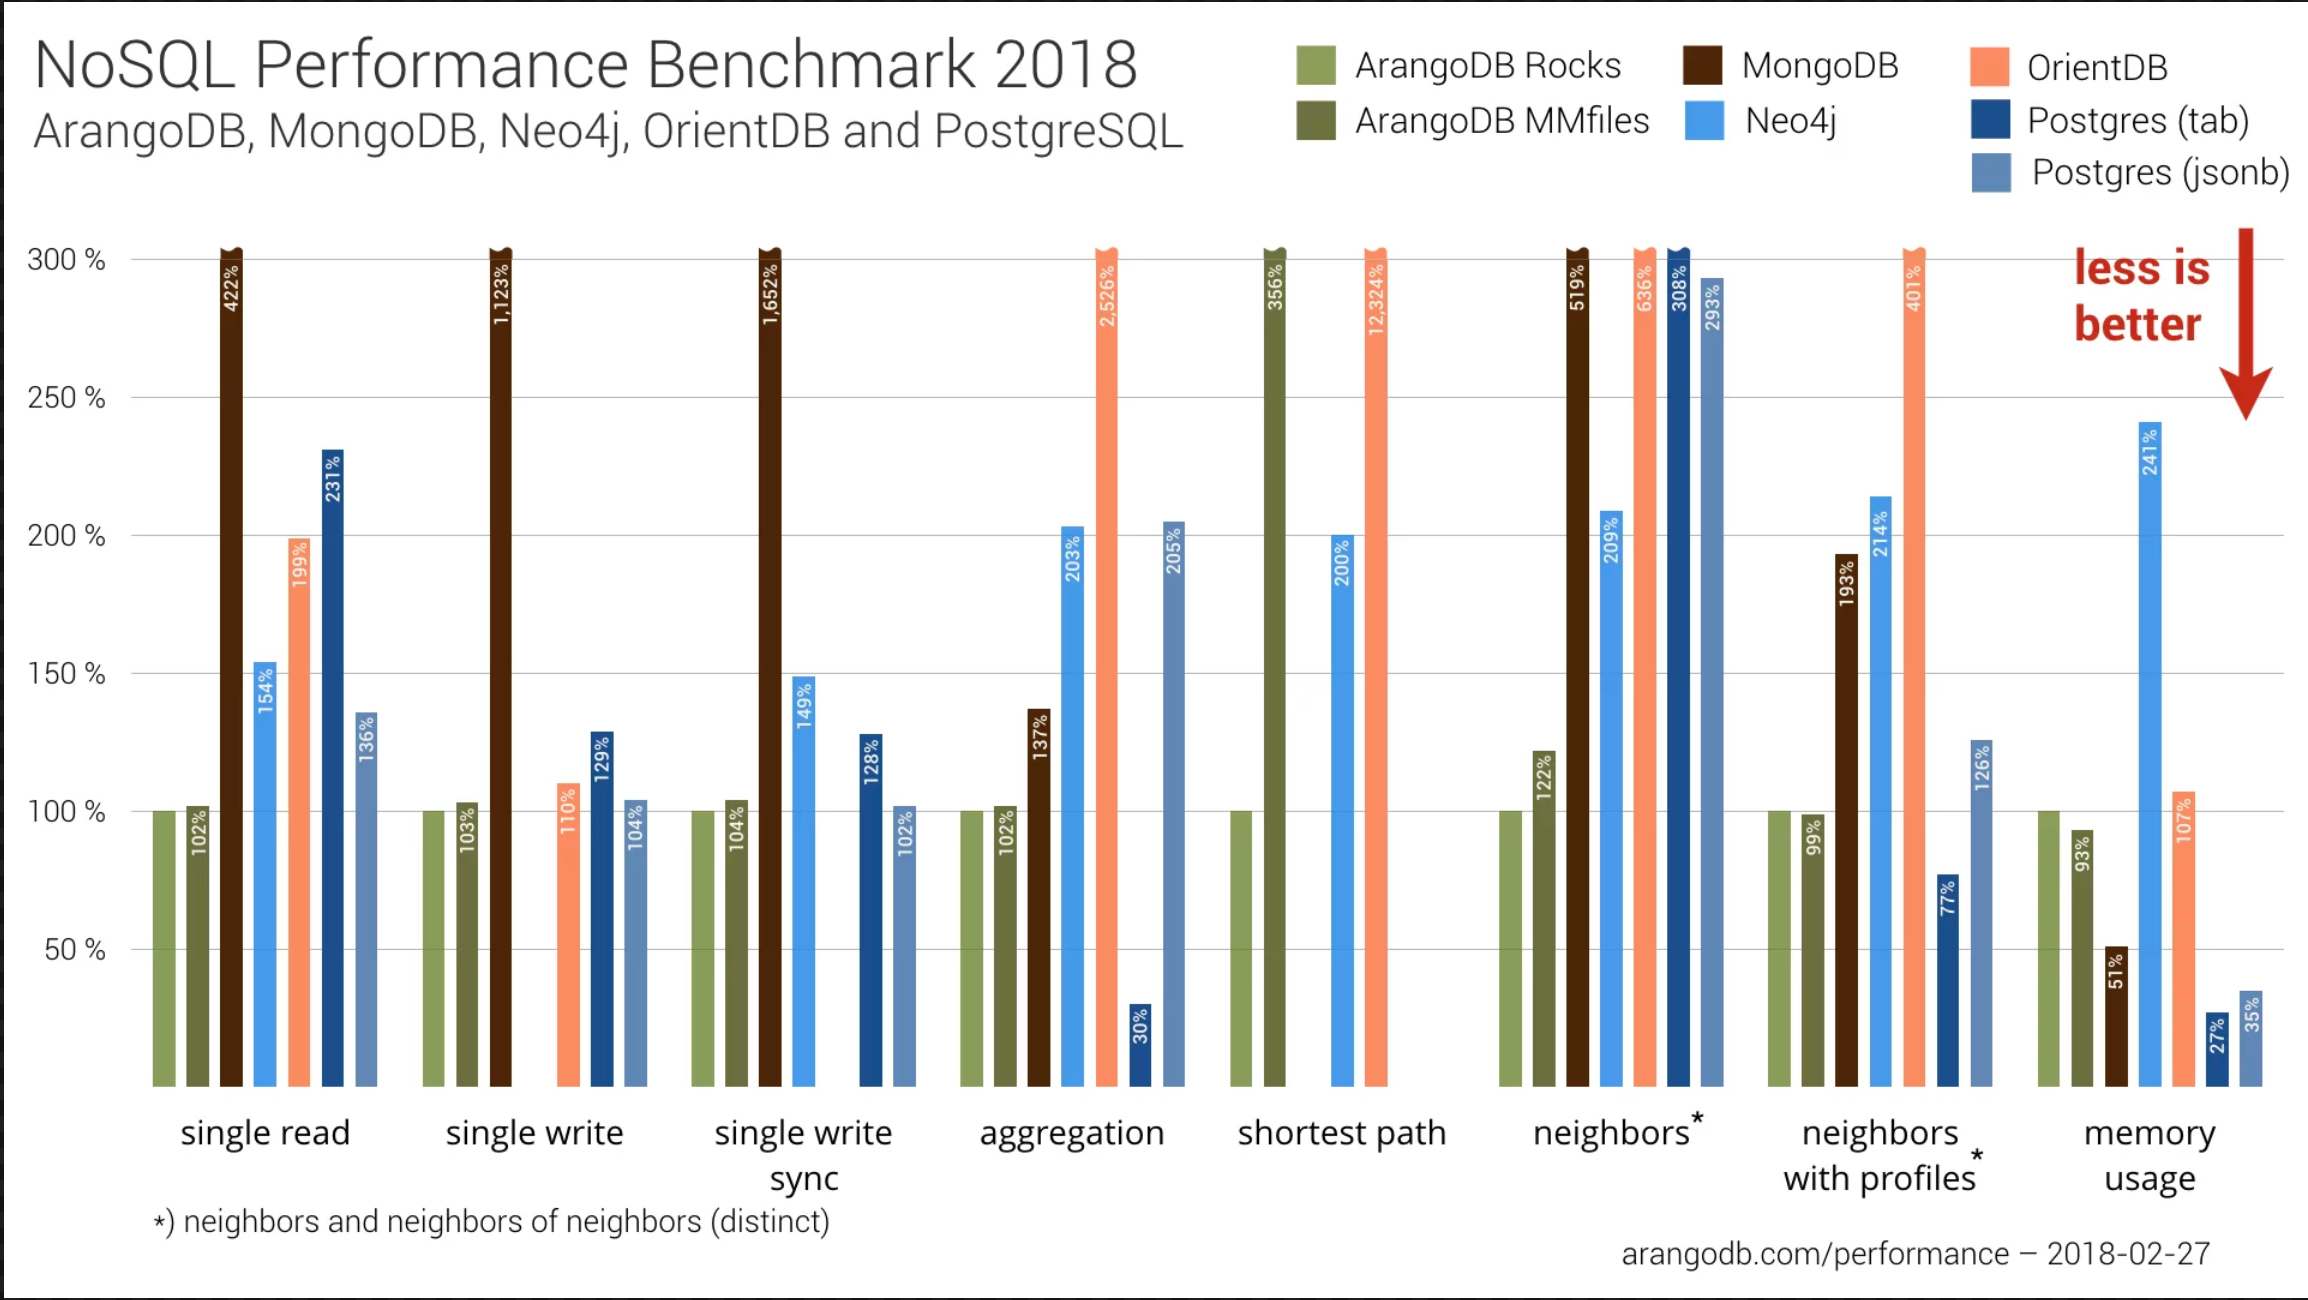 NoSQL Performance Benchmark 2018
ArangoDB, MongoDB, Neo4j, OrientDB and PostgreSQL
ArangoDB Rocks
ArangoDB MMfiles
MongoDB
Neo4j
OrientDB
Postgres (tab)
Postgres (jsonb)
less is
better
300 %
250 %
200 %
150 %
100 %
50 %
102%
422%
154%
199%
231%
136%
103%
1,123%
110%
129%
104%
104%
1,652%
149%
128%
102%
102%
137%
203%
2,526%
30%
205%
356%
200%
12,324%
122%
519%
209%
636%
308%
293%
99%
193%
214%
401%
77%
126%
93%
51%
241%
107%
27%
35%
single read
single write
single write
sync
aggregation
shortest path
neighbors*
neighbors
with profiles*
memory
usage
*) neighbors and neighbors of neighbors (distinct)
arangodb.com/performance – 2018-02-27